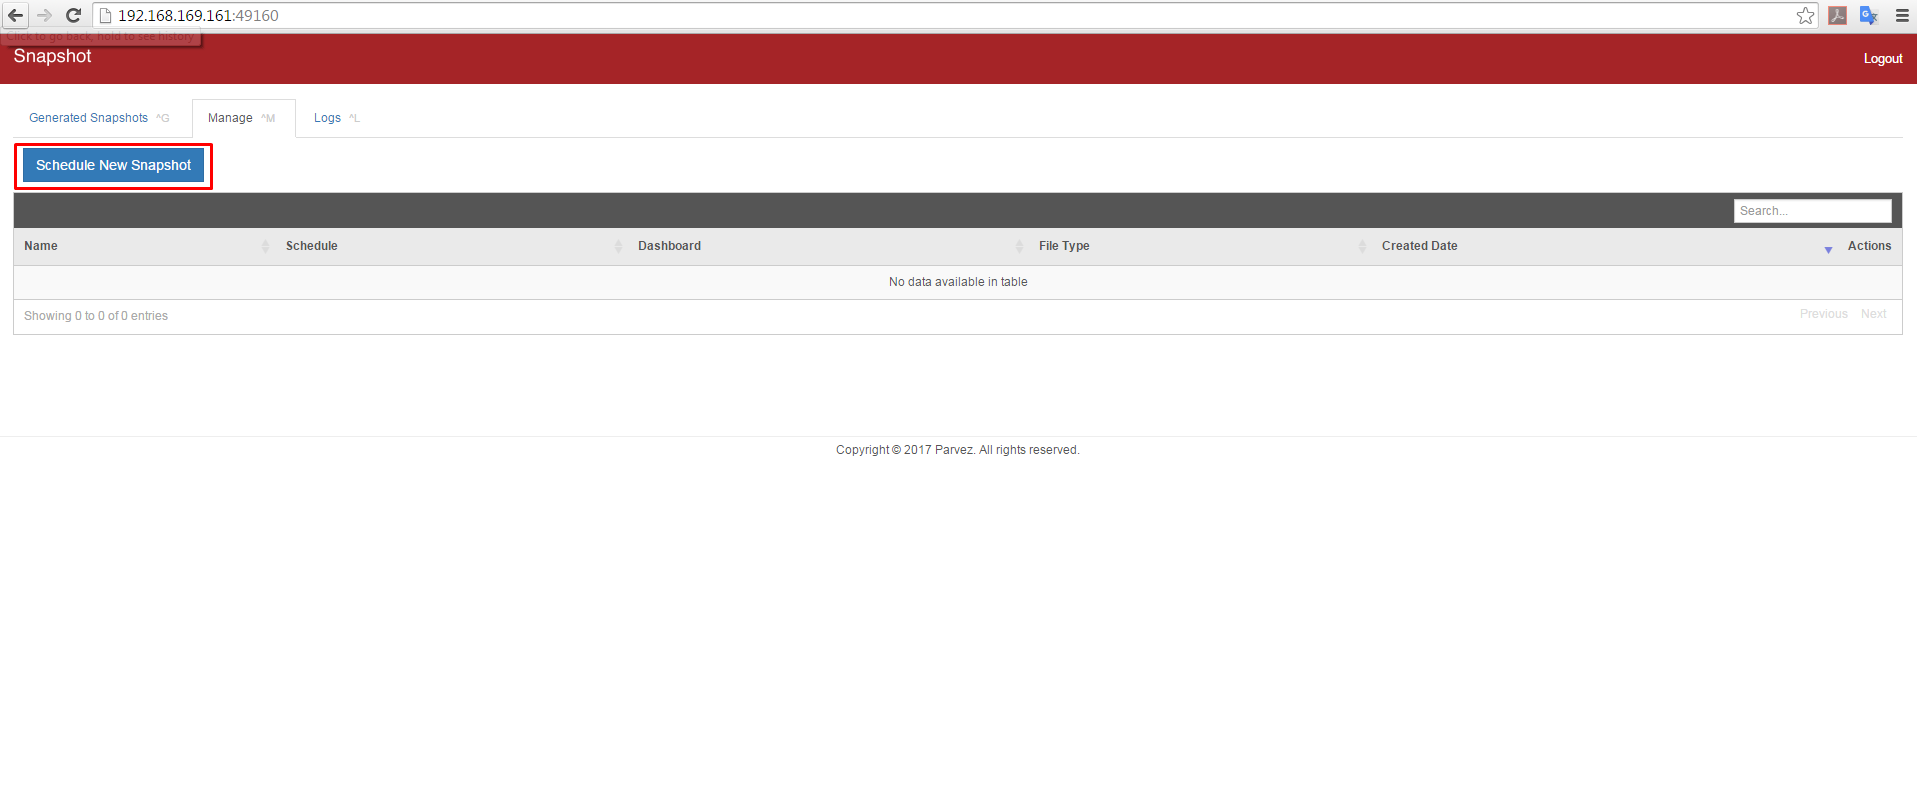 192.168.169.161:49160
Click to go back, hold to see history
Snapshot
Logout
Generated Snapshots ^G Manage ^M Logs ^L
Schedule New Snapshot
Search...
Name Schedule Dashboard File Type Created Date Actions
No data available in table
Showing 0 to 0 of 0 entries Previous Next
Copyright © 2017 Parvez. All rights reserved.